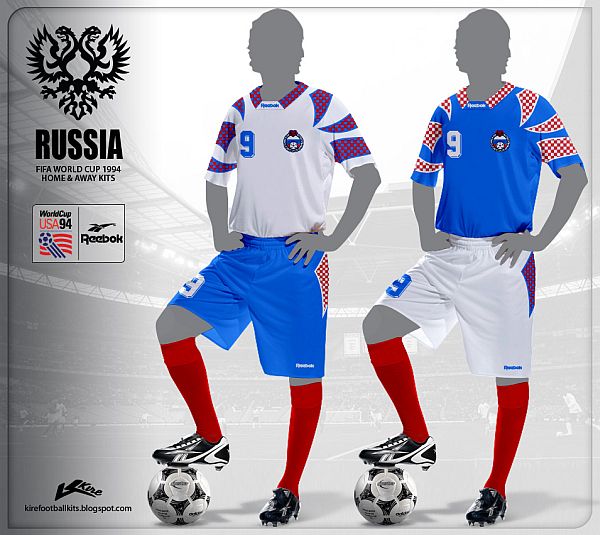 RUSSIA
FIFA WORLD CUP 1994
HOME & AWAY KITS
WorldCup
USA94
Reebok
Reebok
9
9
Reebok
Reebok
9
9
Reebok
Kire
kirefootballkits.blogspot.com